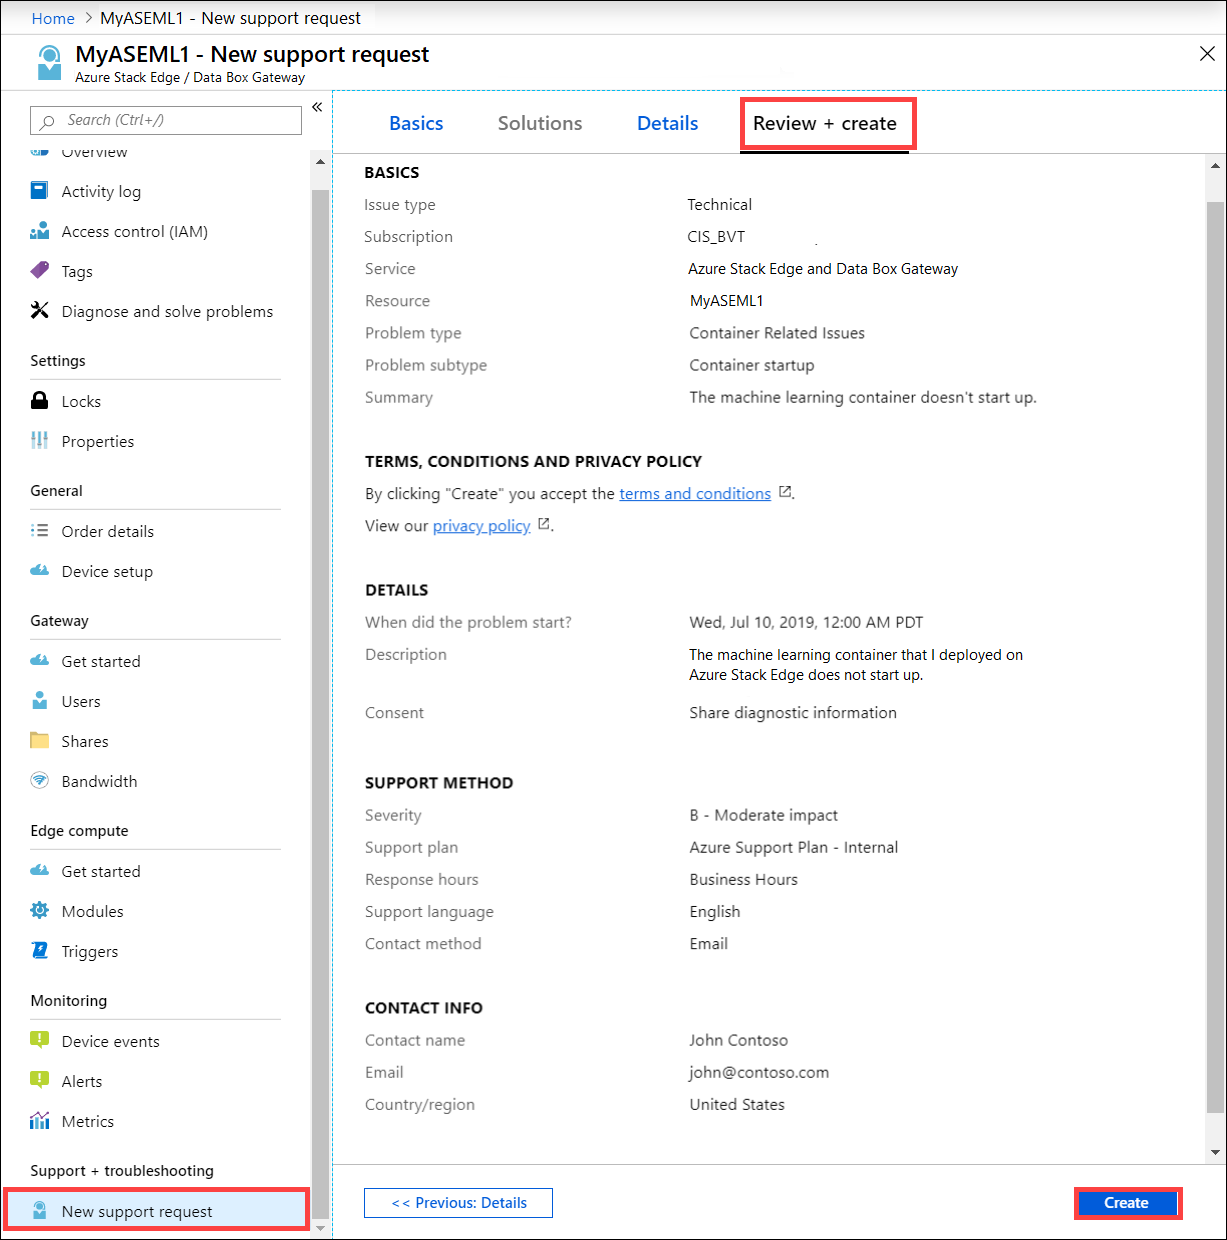 Home > MyASEML1 - New support request
MyASEML1 - New support request
Azure Stack Edge / Data Box Gateway
Search (Ctrl+/)
«
Overview
Activity log
Access control (IAM)
Tags
Diagnose and solve problems
Settings
Locks
Properties
General
Order details
Device setup
Gateway
Get started
Users
Shares
Bandwidth
Edge compute
Get started
Modules
Triggers
Monitoring
Device events
Alerts
Metrics
Support + troubleshooting
New support request
Basics Solutions Details Review + create
BASICS
Issue type Technical
Subscription CIS_BVT
Service Azure Stack Edge and Data Box Gateway
Resource MyASEML1
Problem type Container Related Issues
Problem subtype Container startup
Summary The machine learning container doesn't start up.
TERMS, CONDITIONS AND PRIVACY POLICY
By clicking "Create" you accept the terms and conditions.
View our privacy policy.
DETAILS
When did the problem start? Wed, Jul 10, 2019, 12:00 AM PDT
Description The machine learning container that I deployed on
Azure Stack Edge does not start up.
Consent Share diagnostic information
SUPPORT METHOD
Severity B - Moderate impact
Support plan Azure Support Plan - Internal
Response hours Business Hours
Support language English
Contact method Email
CONTACT INFO
Contact name John Contoso
Email john@contoso.com
Country/region United States
<< Previous: Details Create